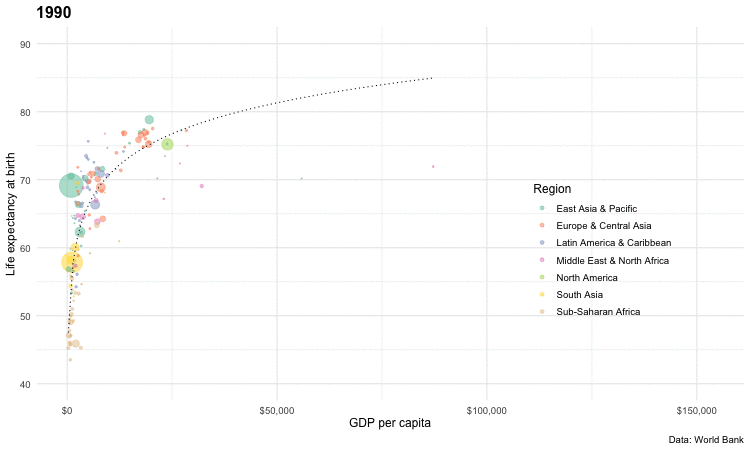 1990
Life expectancy at birth
90
80
70
60
50
40
$0
$50,000
$100,000
$150,000
GDP per capita
Region
East Asia & Pacific
Europe & Central Asia
Latin America & Caribbean
Middle East & North Africa
North America
South Asia
Sub-Saharan Africa
Data: World Bank